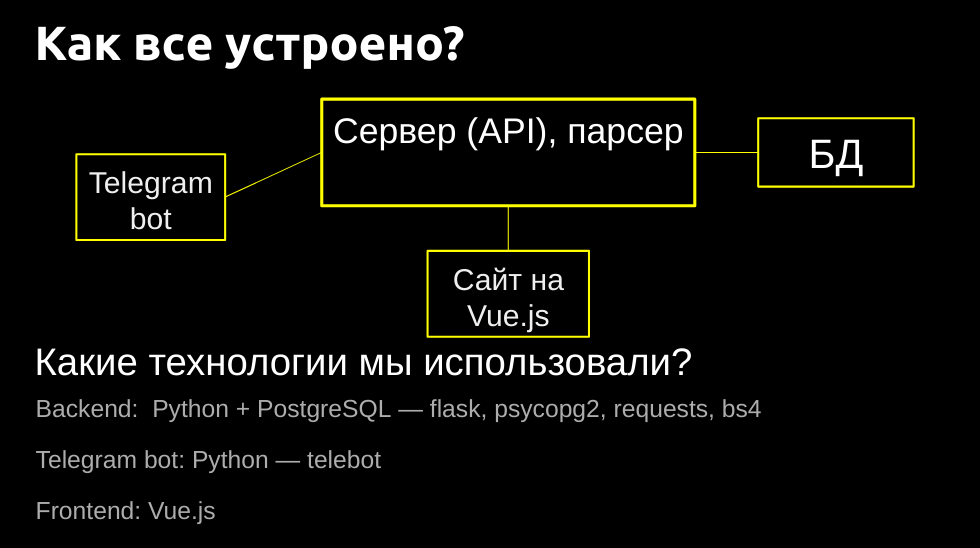 Как все устроено?
Сервер (API), парсер
БД
Telegram
bot
Сайт на
Vue.js
Какие технологии мы использовали?
Backend:  Python + PostgreSQL — flask, psycopg2, requests, bs4
Telegram bot: Python — telebot
Frontend: Vue.js